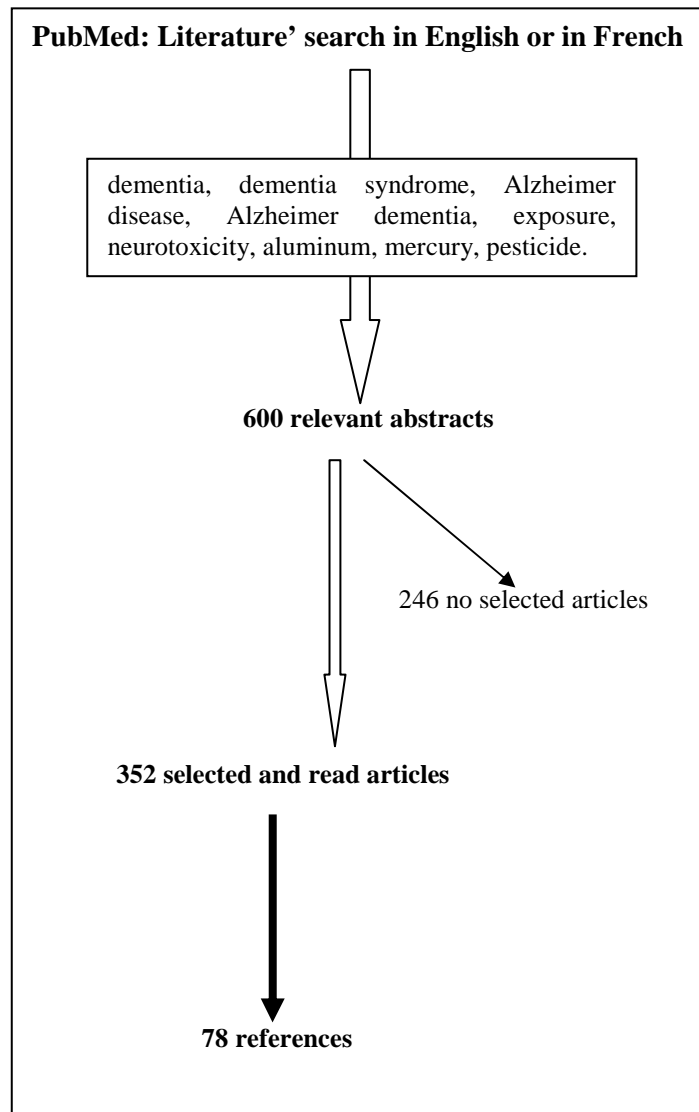 PubMed: Literature’ search in English or in French
dementia, dementia syndrome, Alzheimer
disease, Alzheimer dementia, exposure,
neurotoxicity, aluminum, mercury, pesticide.
600 relevant abstracts
246 no selected articles
352 selected and read articles
78 references